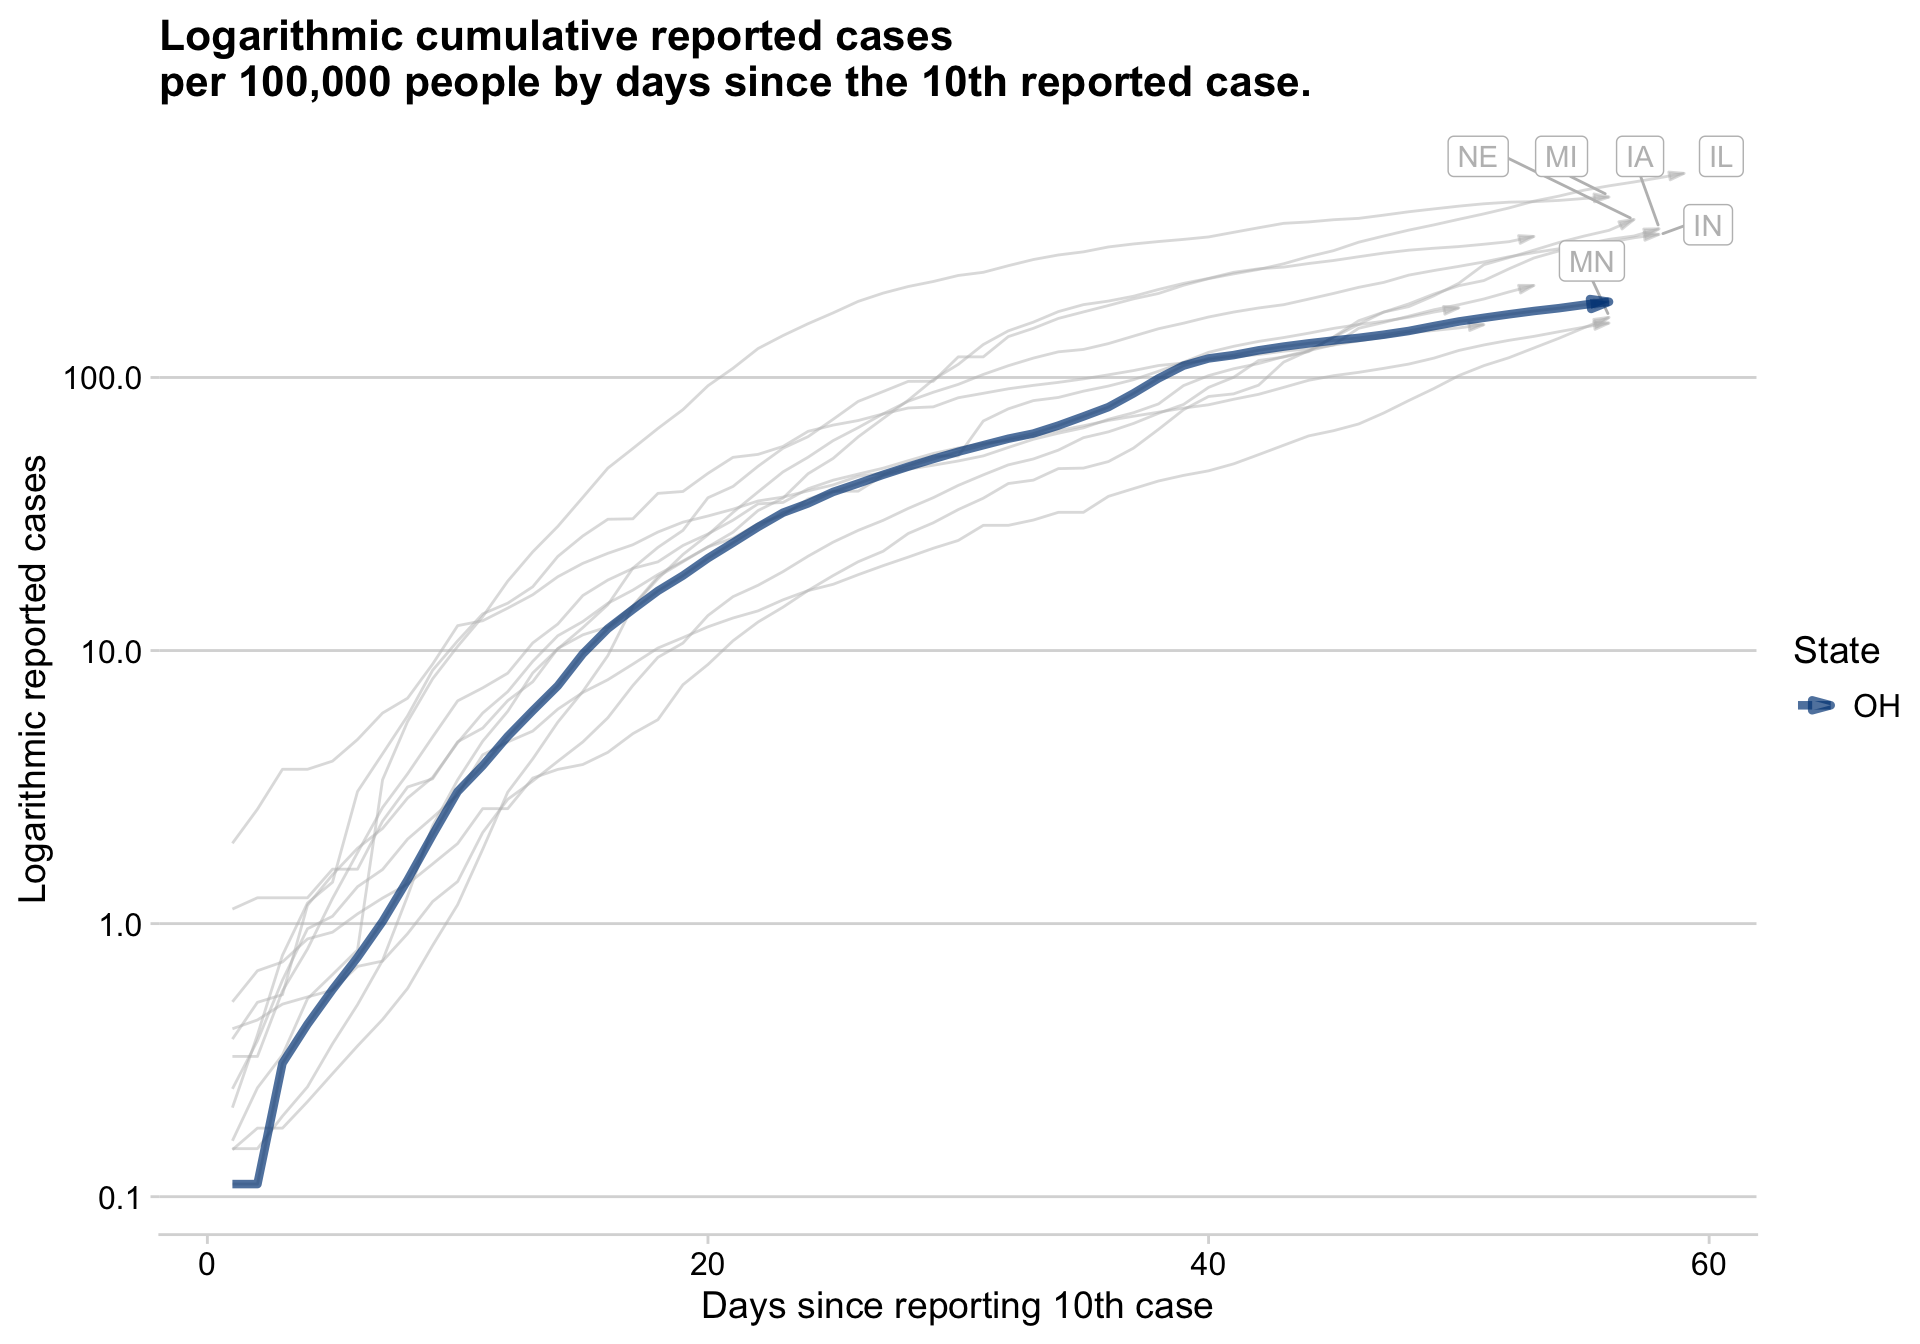 Logarithmic cumulative reported cases
per 100,000 people by days since the 10th reported case.
NE
MI
IA
IL
IN
MN
100.0
10.0
1.0
0.1
Logarithmic reported cases
0
20
40
60
Days since reporting 10th case
State
OH